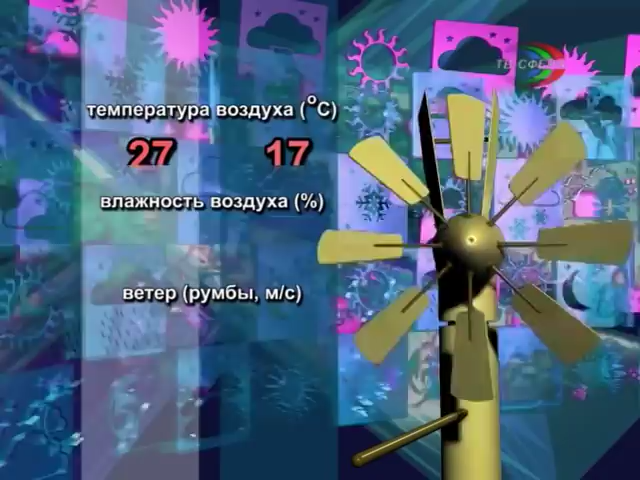 ТВ СФЕРА
температура воздуха (°C)
27 17
влажность воздуха (%)
ветер (румбы, м/с)